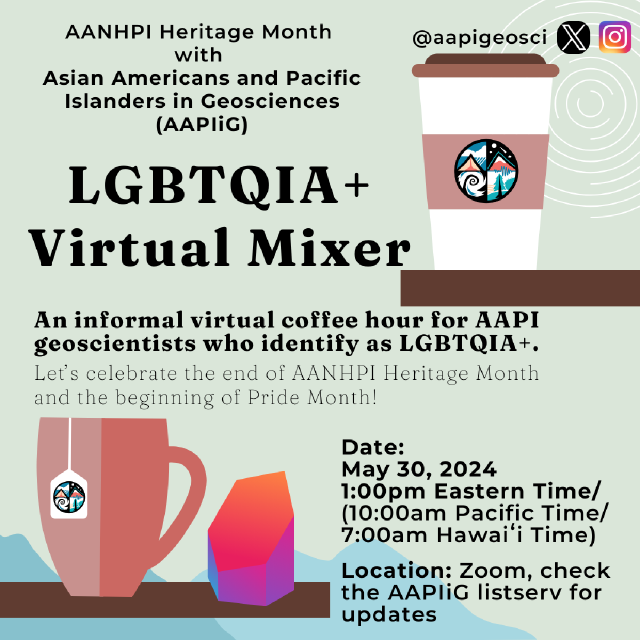 AANHPI Heritage Month
with
Asian Americans and Pacific
Islanders in Geosciences
(AAPIiG)
@aapigeosci
LGBTQIA+
Virtual Mixer
An informal virtual coffee hour for AAPI
geoscientists who identify as LGBTQIA+.
Let's celebrate the end of AANHPI Heritage Month
and the beginning of Pride Month!
Date:
May 30, 2024
1:00pm Eastern Time/
(10:00am Pacific Time/
7:00am Hawaiʻi Time)
Location: Zoom, check
the AAPIiG listserv for
updates